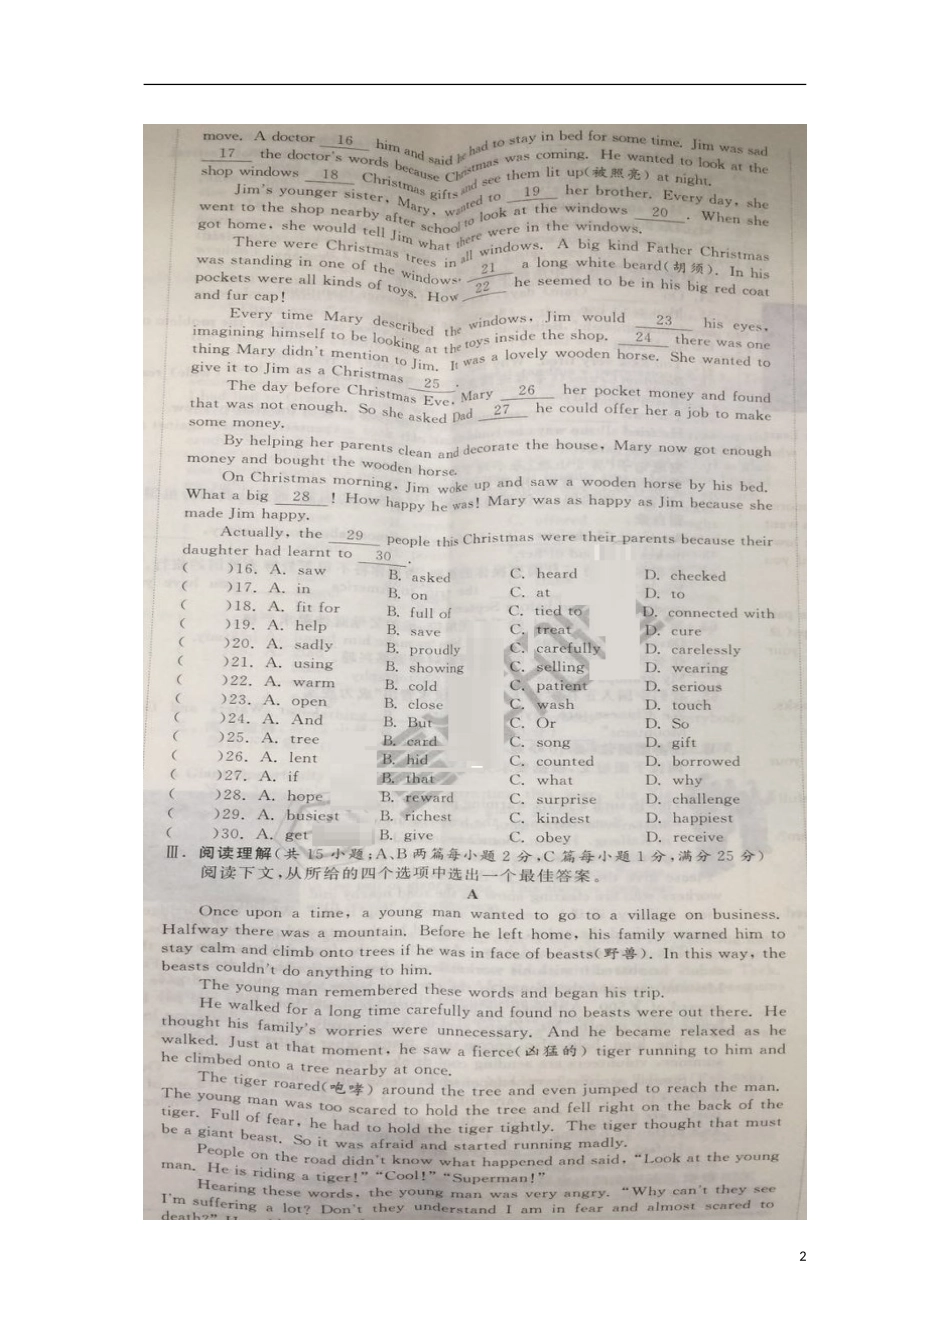 move. A doctor 16 him and said he had to stay in bed for some time. Jim was sad
17 the doctor's words because Christmas was coming. He wanted to look at the
shop windows 18 Christmas gifts and see them lit up(被照亮) at night.
Jim's younger sister, Mary, wanted to 19 her brother. Every day, she
went to the shop nearby after school to look at the windows 20 . When she
got home, she would tell Jim what there were in the windows.
There were Christmas trees in all windows. A big kind Father Christmas
was standing in one of the windows, 21 a long white beard(胡须). In his
pockets were all kinds of toys. How 22 he seemed to be in his big red coat
and fur cap!
Every time Mary described the windows, Jim would 23 his eyes,
imagining himself to be looking at the toys inside the shop. 24 there was one
thing Mary didn't mention to Jim. It was a lovely wooden horse. She wanted to
give it to Jim as a Christmas 25 .
The day before Christmas Eve, Mary 26 her pocket money and found
that was not enough. So she asked Dad 27 he could offer her a job to make
some money.
By helping her parents clean and decorate the house, Mary now got enough
money and bought the wooden horse.
On Christmas morning, Jim woke up and saw a wooden horse by his bed.
What a big 28 ! How happy he was! Mary was as happy as Jim because she
made Jim happy.
Actually, the 29 people this Christmas were their parents because their
daughter had learnt to 30 .
( )16. A. saw B. asked C. heard D. checked
( )17. A. in B. on C. at D. to
( )18. A. fit for B. full of C. tied to D. connected with
( )19. A. help B. save C. treat D. cure
( )20. A. sadly B. proudly C. carefully D. carelessly
( )21. A. using B. showing C. selling D. wearing
( )22. A. warm B. cold C. patient D. serious
( )23. A. open B. close C. wash D. touch
( )24. A. And B. But C. Or D. So
( )25. A. tree B. card C. song D. gift
( )26. A. lent B. hid C. counted D. borrowed
( )27. A. if B. that C. what D. why
( )28. A. hope B. reward C. surprise D. challenge
( )29. A. busiest B. richest C. kindest D. happiest
( )30. A. get B. give C. obey D. receive
Ⅲ. 阅读理解(共 15 小题;A、B 两篇每小题 2 分,C 篇每小题 1 分,满分 25 分)
阅读下文,从所给的四个选项中选出一个最佳答案。
A
Once upon a time, a young man wanted to go to a village on business.
Halfway there was a mountain. Before he left home, his family warned him to
stay calm and climb onto trees if he was in face of beasts(野兽). In this way, the
beasts couldn't do anything to him.
The young man remembered these words and began his trip.
He walked for a long time carefully and found no beasts were out there. He
thought his family's worries were unnecessary. And he became relaxed as he
walked. Just at that moment, he saw a fierce(凶猛的) tiger running to him and
he climbed onto a tree nearby at once.
The tiger roared(咆哮) around the tree and even jumped to reach the man.
The young man was too scared to hold the tree and fell right on the back of the
tiger. Full of fear, he had to hold the tiger tightly. The tiger thought that must
be a giant beast. So it was afraid and started running madly.
People on the road didn't know what happened and said, "Look at the young
man. He is riding a tiger!" "Cool!" "Superman!"
Hearing these words, the young man was very angry. "Why can't they see
I'm suffering a lot? Don't they understand I am in fear and almost scared to
death?"
2